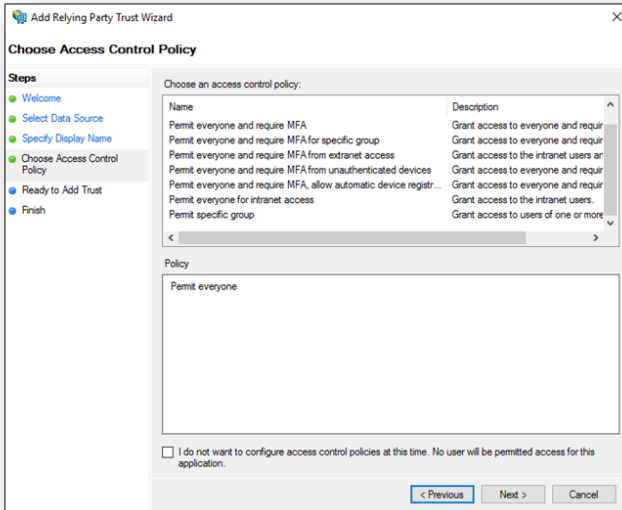 Add Relying Party Trust Wizard
Choose Access Control Policy
Steps
Welcome
Select Data Source
Specify Display Name
Choose Access Control
Policy
Ready to Add Trust
Finish
Choose an access control policy:
Name Description
Permit everyone and require MFA Grant access to everyone and requir
Permit everyone and require MFA for specific group Grant access to everyone and requir
Permit everyone and require MFA from extranet access Grant access to the intranet users ar
Permit everyone and require MFA from unauthenticated devices Grant access to everyone and requir
Permit everyone and require MFA, allow automatic device registr... Grant access to everyone and requir
Permit everyone for intranet access Grant access to the intranet users.
Permit specific group Grant access to users of one or more
Policy
Permit everyone
I do not want to configure access control policies at this time. No user will be permitted access for this
application.
< Previous Next > Cancel